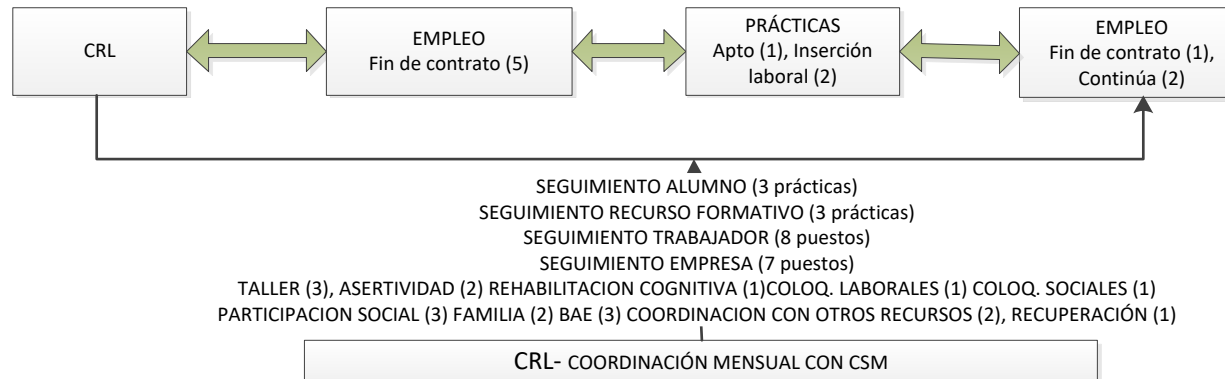 CRL
EMPLEO
Fin de contrato (5)
PRÁCTICAS
Apto (1), Inserción
laboral (2)
EMPLEO
Fin de contrato (1),
Continúa (2)
SEGUIMIENTO ALUMNO (3 prácticas)
SEGUIMIENTO RECURSO FORMATIVO (3 prácticas)
SEGUIMIENTO TRABAJADOR (8 puestos)
SEGUIMIENTO EMPRESA (7 puestos)
TALLER (3), ASERTIVIDAD (2) REHABILITACION COGNITIVA (1)COLOQ. LABORALES (1) COLOQ. SOCIALES (1)
PARTICIPACION SOCIAL (3) FAMILIA (2) BAE (3) COORDINACION CON OTROS RECURSOS (2), RECUPERACIÓN (1)
CRL- COORDINACIÓN MENSUAL CON CSM